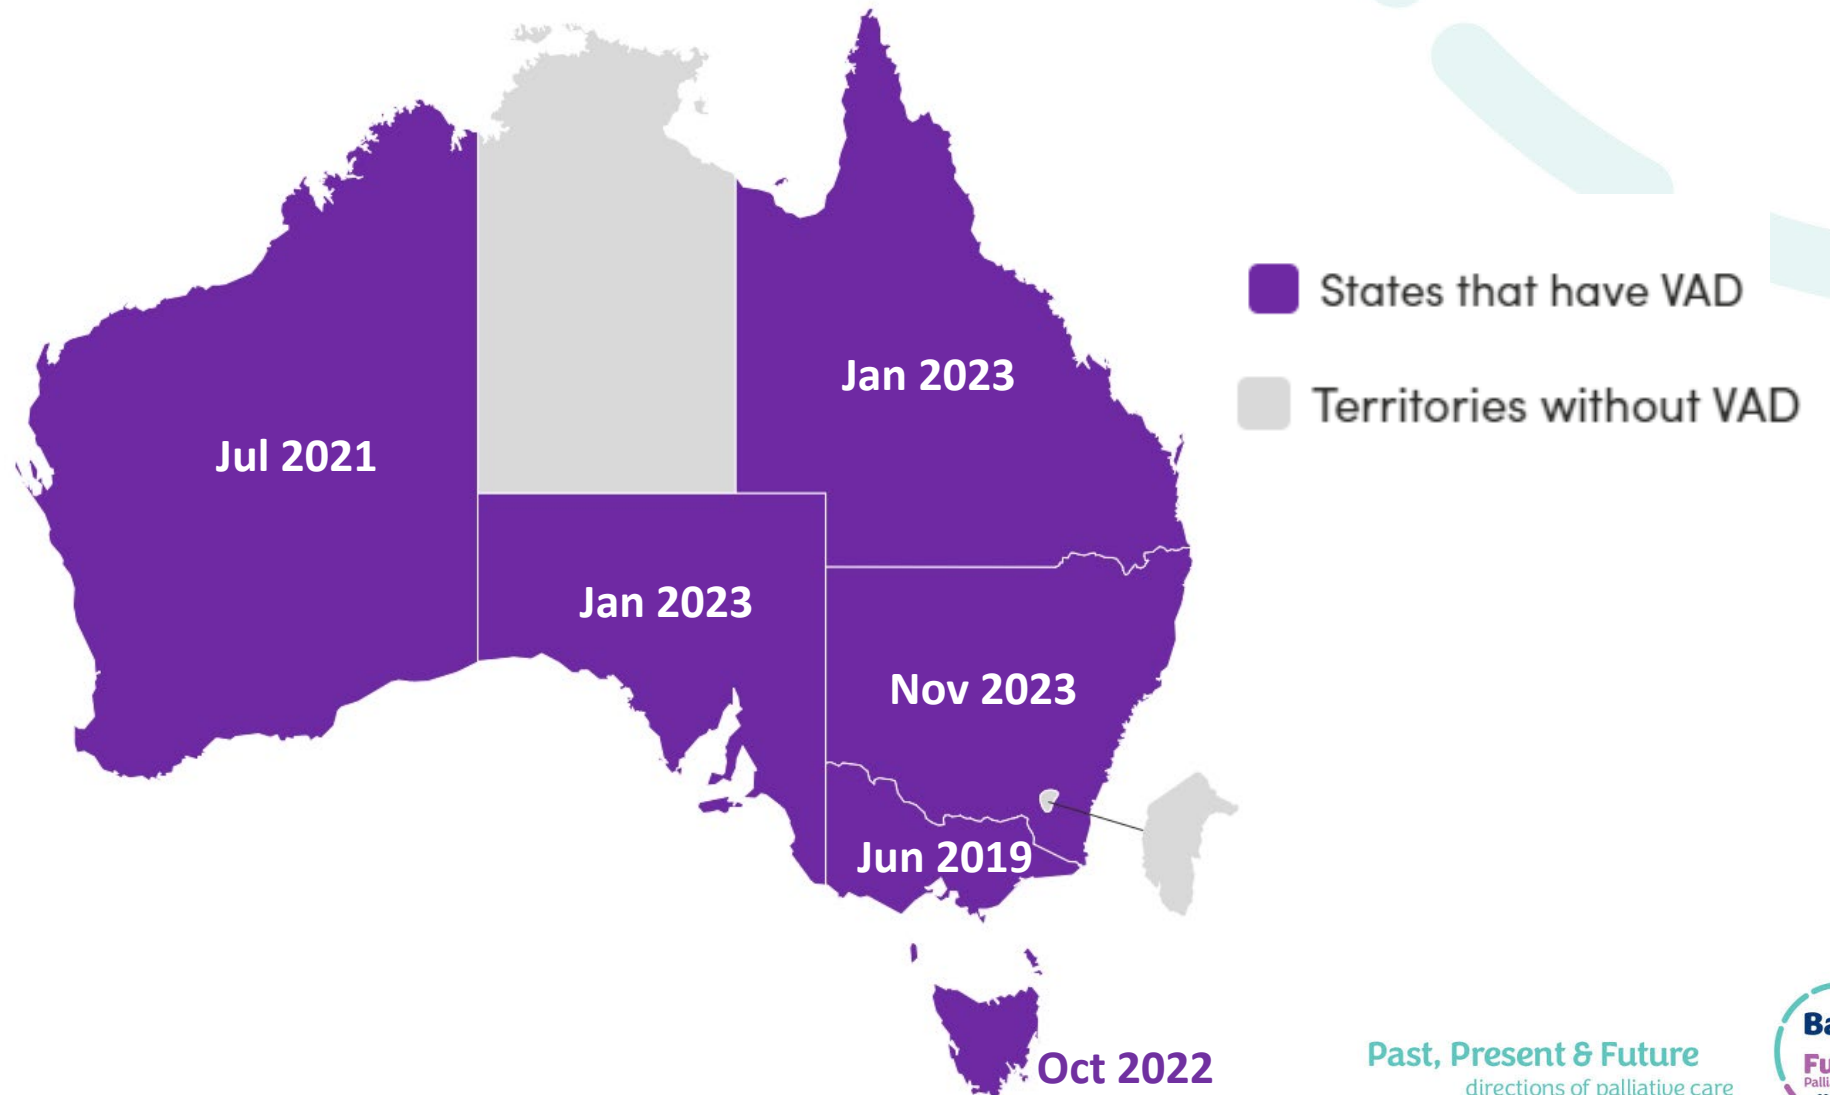 States that have VAD
Territories without VAD
Jan 2023
Jul 2021
Jan 2023
Nov 2023
Jun 2019
Oct 2022
Past, Present & Future
directions of palliative care